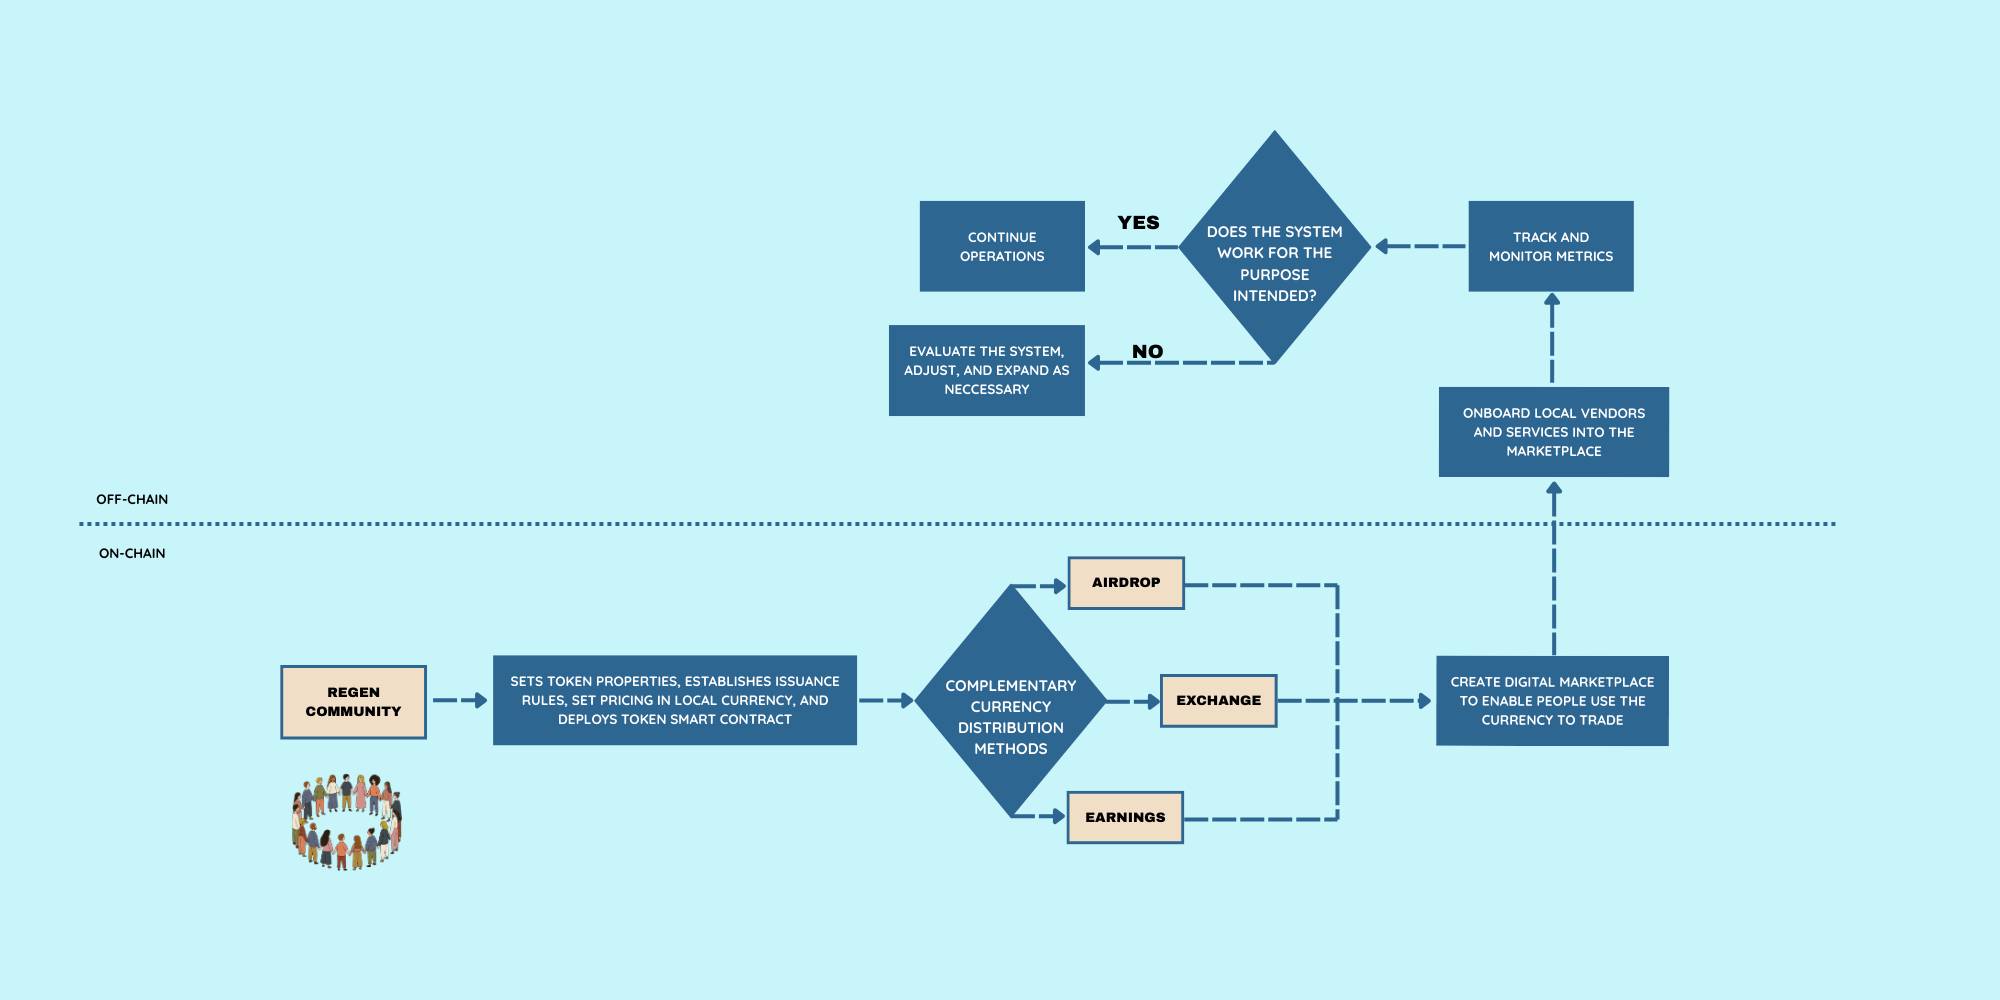 YES
CONTINUE
OPERATIONS
DOES THE SYSTEM
WORK FOR THE
PURPOSE
INTENDED?
TRACK AND
MONITOR METRICS
NO
EVALUATE THE SYSTEM,
ADJUST, AND EXPAND AS
NECCESSARY
ONBOARD LOCAL VENDORS
AND SERVICES INTO THE
MARKETPLACE
OFF-CHAIN
ON-CHAIN
REGEN
COMMUNITY
SETS TOKEN PROPERTIES, ESTABLISHES ISSUANCE
RULES, SET PRICING IN LOCAL CURRENCY, AND
DEPLOYS TOKEN SMART CONTRACT
COMPLEMENTARY
CURRENCY
DISTRIBUTION
METHODS
AIRDROP
EXCHANGE
EARNINGS
CREATE DIGITAL MARKETPLACE
TO ENABLE PEOPLE USE THE
CURRENCY TO TRADE